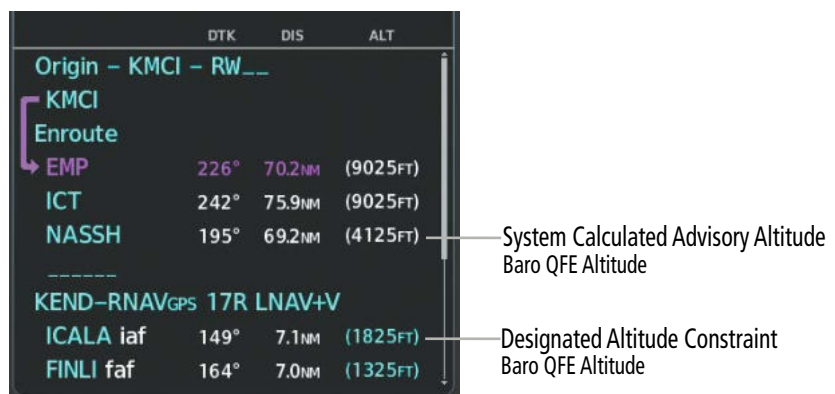 DTK DIS ALT
Origin – KMCI – RW__
KMCI
Enroute
EMP 226° 70.2NM (9025FT)
ICT 242° 75.9NM (9025FT)
NASSH 195° 69.2NM (4125FT)
System Calculated Advisory Altitude
Baro QFE Altitude
______
KEND–RNAVGPS 17R LNAV+V
ICALA iaf 149° 7.1NM (1825FT)
Designated Altitude Constraint
Baro QFE Altitude
FINLI faf 164° 7.0NM (1325FT)